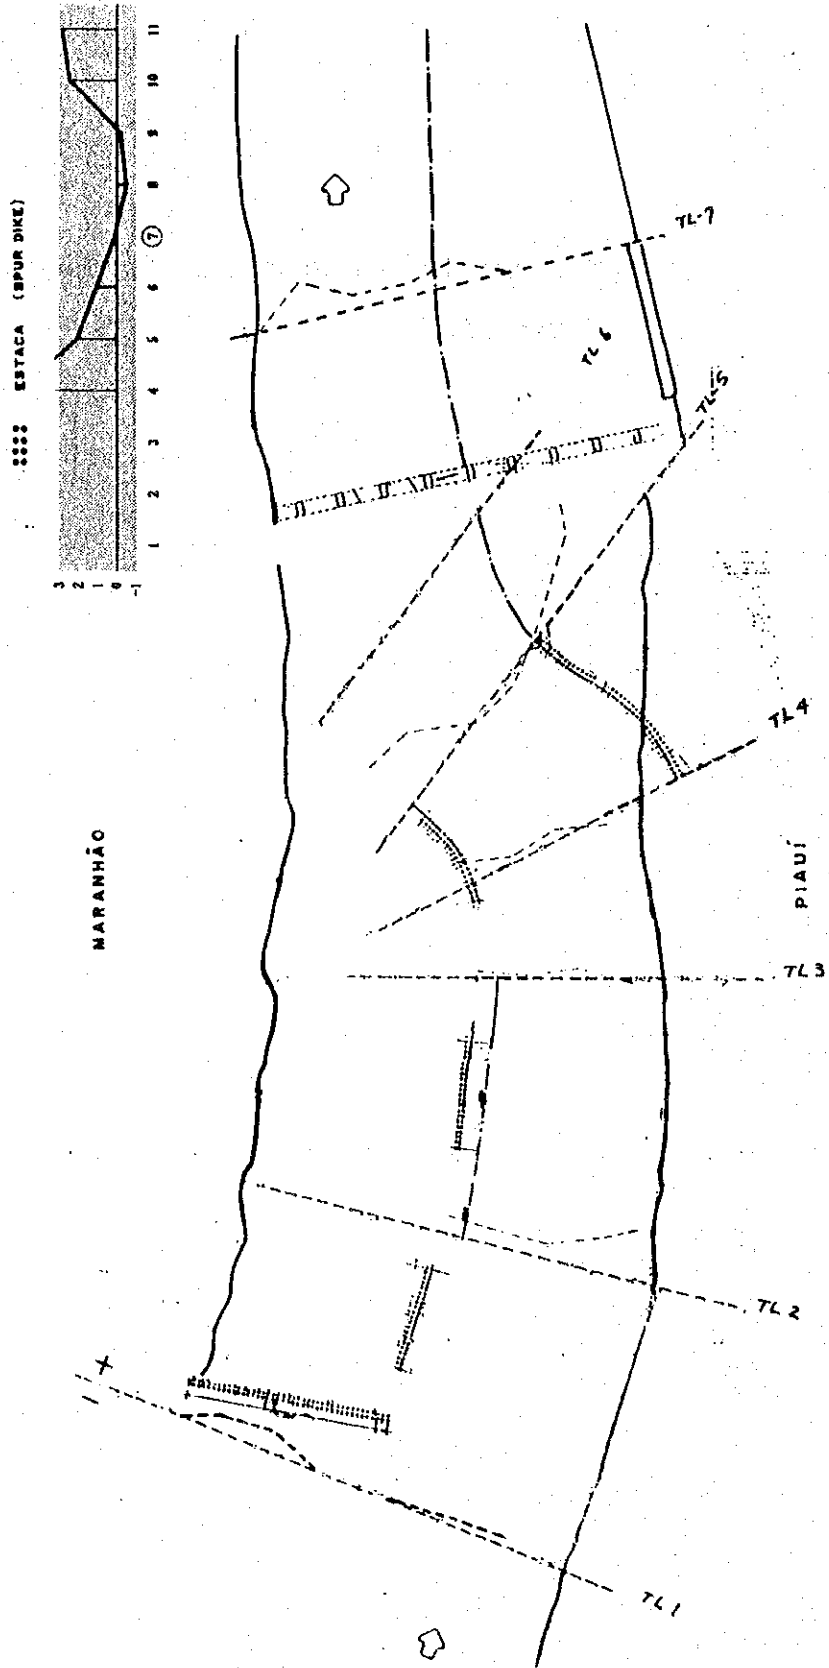 ESTACA (SPUR DIKE)
3
2
1
0
-1
1 2 3 4 5 6 7 8 9 10 11
MARANHÃO
PIAUÍ
TL-7
TL 6
TL-5
TL 4
TL 3
TL 2
TL 1
+
-